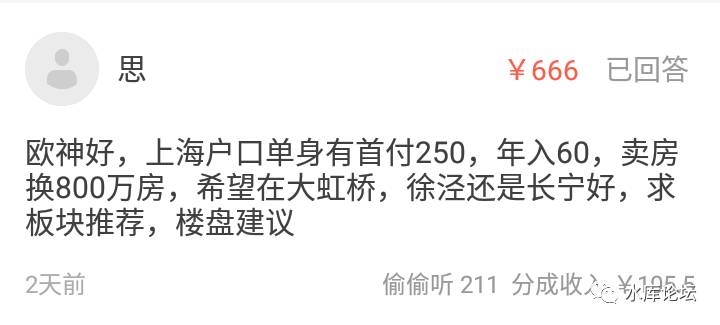 思
￥666 已回答
欧神好，上海户口单身有首付250，年入60，卖房
换800万房，希望在大虹桥，徐泾还是长宁好，求
板块推荐，楼盘建议
2天前 偷偷听 211 分成收入 ￥105.5
水库论坛